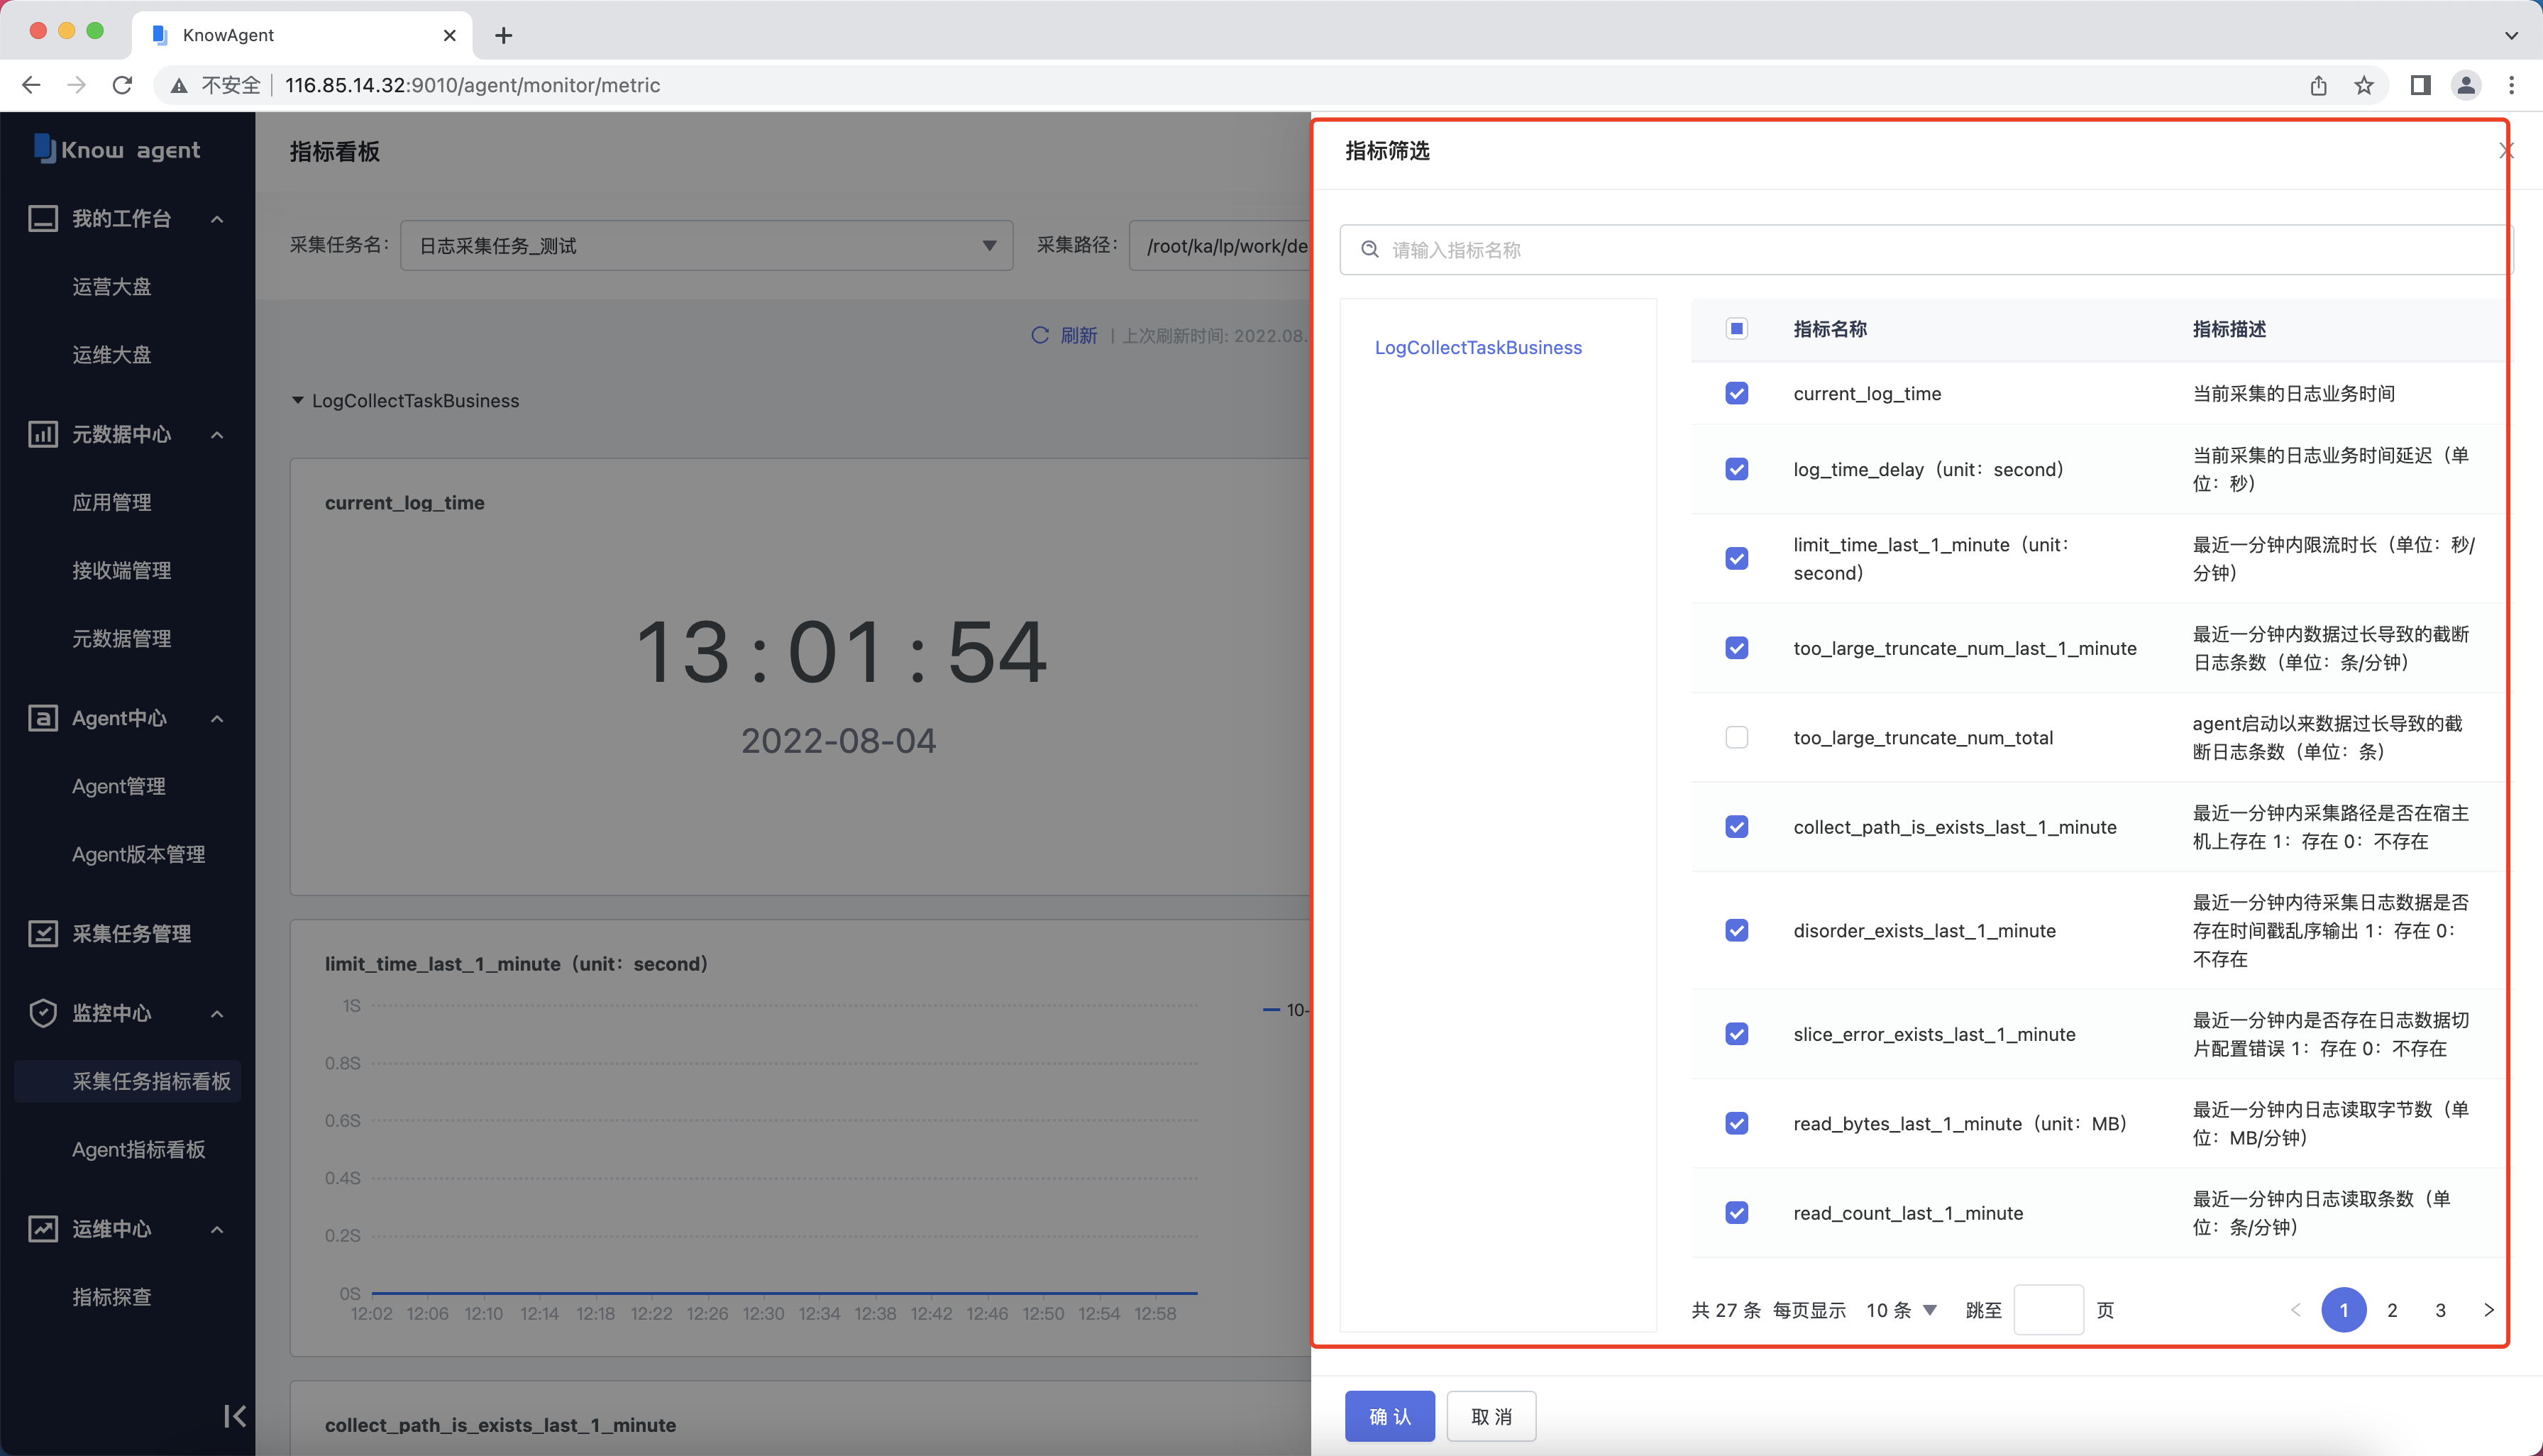 KnowAgent
不安全
116.85.14.32:9010/agent/monitor/metric
Know agent
我的工作台
运营大盘
运维大盘
元数据中心
应用管理
接收端管理
元数据管理
Agent中心
Agent管理
Agent版本管理
采集任务管理
监控中心
采集任务指标看板
Agent指标看板
运维中心
指标探查
指标看板
采集任务名:
日志采集任务_测试
采集路径:
/root/ka/lp/work/de
刷新
上次刷新时间: 2022.08.
LogCollectTaskBusiness
current_log_time
13:01:54
2022-08-04
limit_time_last_1_minute（unit：second）
1S
10-
0.8S
0.6S
0.4S
0.2S
0S
12:02 12:06 12:10 12:14 12:18 12:22 12:26 12:30 12:34 12:38 12:42 12:46 12:50 12:54 12:58
collect_path_is_exists_last_1_minute
指标筛选
请输入指标名称
LogCollectTaskBusiness
指标名称 指标描述
current_log_time
当前采集的日志业务时间
log_time_delay（unit：second）
当前采集的日志业务时间延迟（单
位：秒）
limit_time_last_1_minute（unit：
second）
最近一分钟内限流时长（单位：秒/
分钟）
too_large_truncate_num_last_1_minute
最近一分钟内数据过长导致的截断
日志条数（单位：条/分钟）
too_large_truncate_num_total
agent启动以来数据过长导致的截
断日志条数（单位：条）
collect_path_is_exists_last_1_minute
最近一分钟内采集路径是否在宿主
机上存在 1：存在 0：不存在
disorder_exists_last_1_minute
最近一分钟内待采集日志数据是否
存在时间戳乱序输出 1：存在 0：
不存在
slice_error_exists_last_1_minute
最近一分钟内是否存在日志数据切
片配置错误 1：存在 0：不存在
read_bytes_last_1_minute（unit：MB）
最近一分钟内日志读取字节数（单
位：MB/分钟）
read_count_last_1_minute
最近一分钟内日志读取条数（单
位：条/分钟）
共 27 条 每页显示 10 条 跳至 页 1 2 3
确 认 取 消